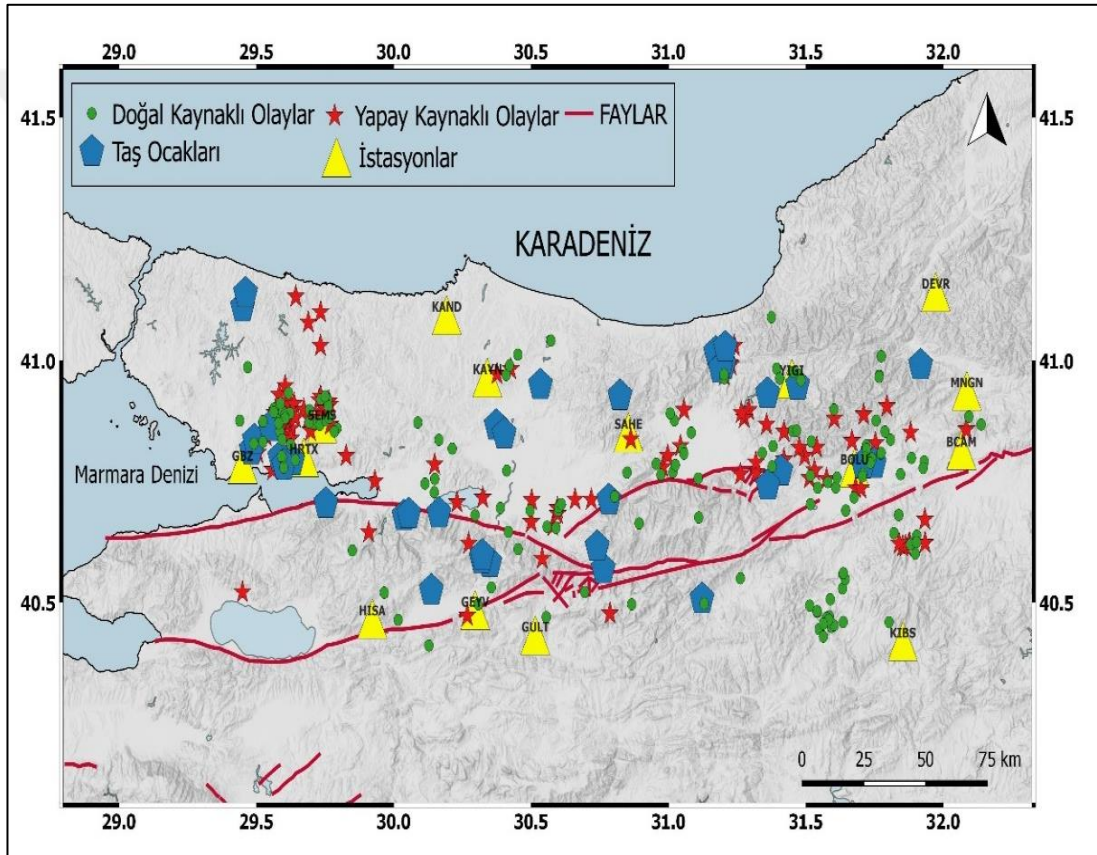 29.0 29.5 30.0 30.5 31.0 31.5 32.0
41.5 41.5
Doğal Kaynaklı Olaylar Yapay Kaynaklı Olaylar FAYLAR
Taş Ocakları İstasyonlar
KARADENİZ
DEVR
KAND
41.0 41.0
KAYN YIGI
MNGN
SEMS SAHE
BCAM
GBZ HRTX BOLU
Marmara Denizi
40.5 40.5
HISA GEYV
GULT KIBS
0 25 50 75 km
29.0 29.5 30.0 30.5 31.0 31.5 32.0